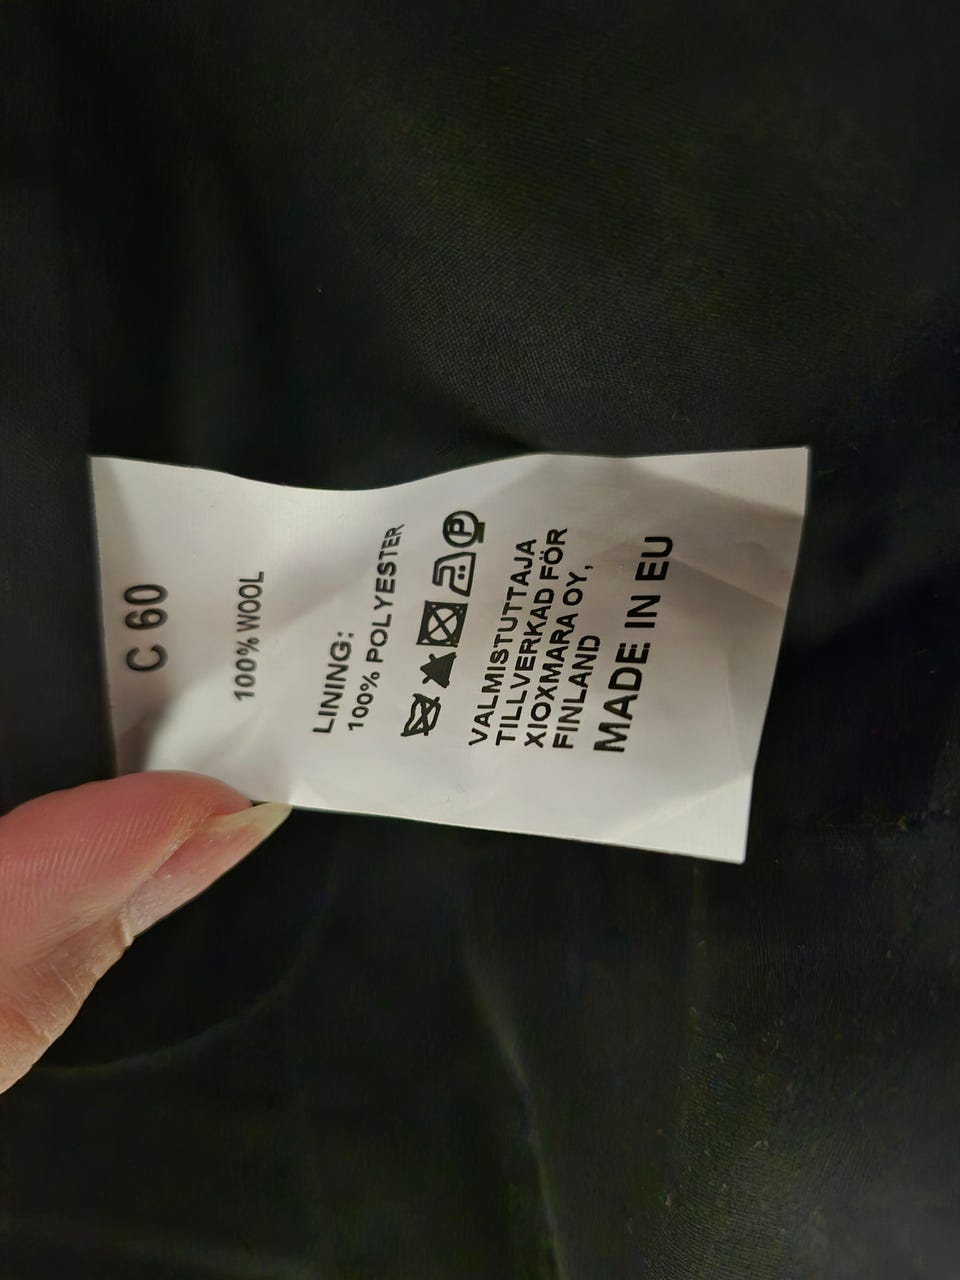 C 60
100% WOOL
LINING:
100% POLYESTER
P
VALMISTUTTAJA
TILLVERKAD FÖR
XIOXMARA OY,
FINLAND
MADE IN EU